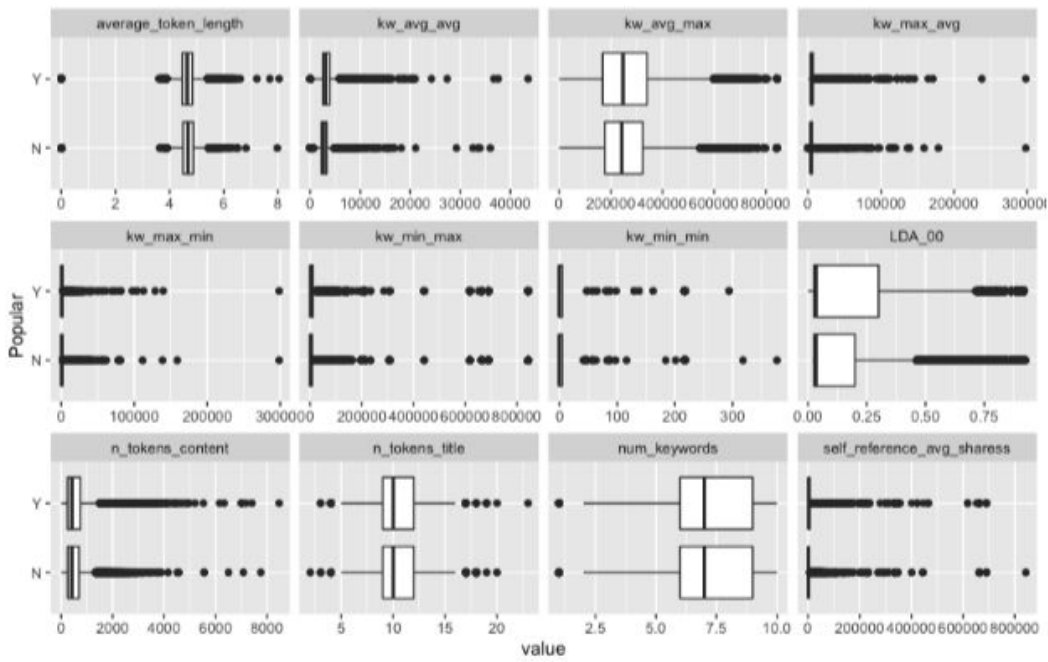 average_token_length kw_avg_avg kw_avg_max kw_max_avg
Y
N
0 2 4 6 8 0 10000 20000 30000 40000 0 200000 400000 600000 800000 0 100000 200000 300000
kw_max_min kw_min_max kw_min_min LDA_00
Popular
Y
N
0 100000 200000 300000 0 200000 400000 600000 800000 0 100 200 300 0.00 0.25 0.50 0.75
n_tokens_content n_tokens_title num_keywords self_reference_avg_sharess
Y
N
0 2000 4000 6000 8000 5 10 15 20 2.5 5.0 7.5 10.0 0 200000 400000 600000 800000
value